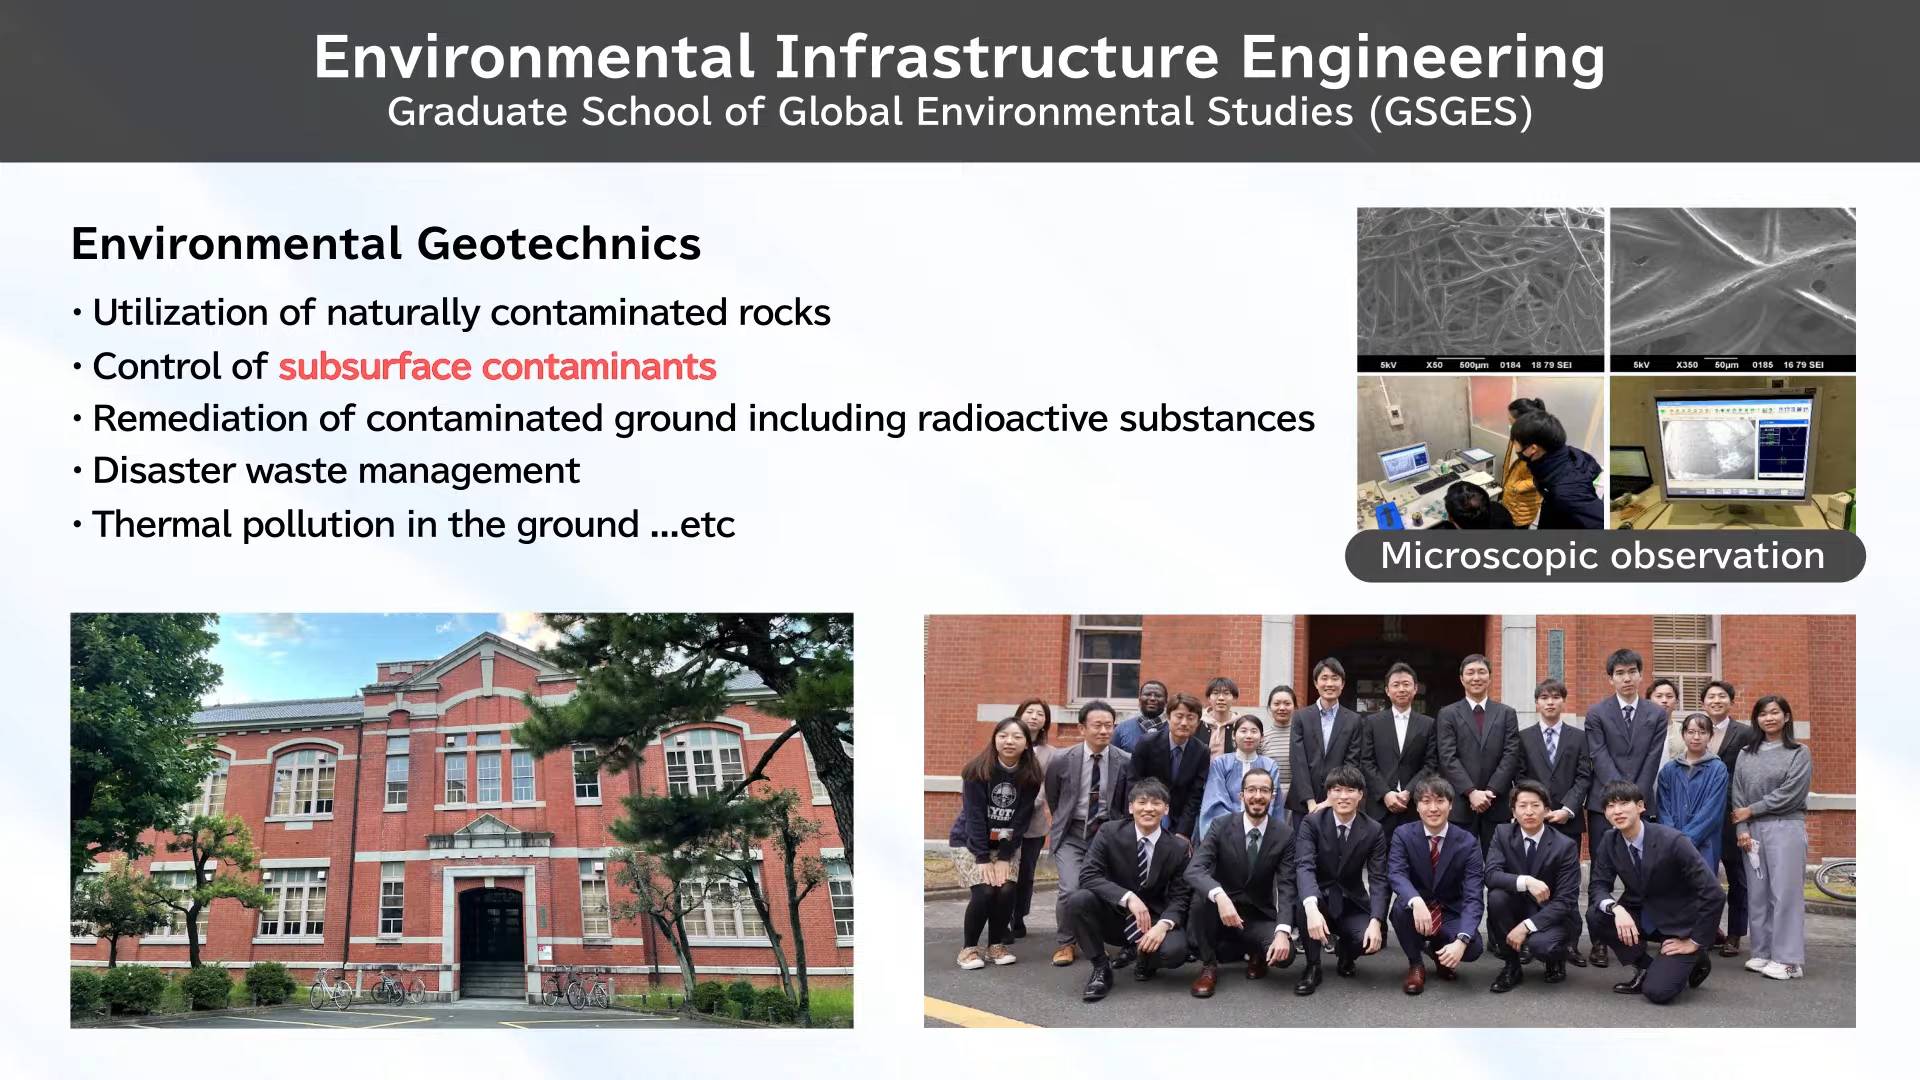 Environmental Infrastructure Engineering
Graduate School of Global Environmental Studies (GSGES)
Environmental Geotechnics
・Utilization of naturally contaminated rocks
・Control of subsurface contaminants
・Remediation of contaminated ground including radioactive substances
・Disaster waste management
・Thermal pollution in the ground ...etc
5kV X50 500μm 0184 18 79 SEI
5kV X350 50μm 0185 16 79 SEI
Microscopic observation